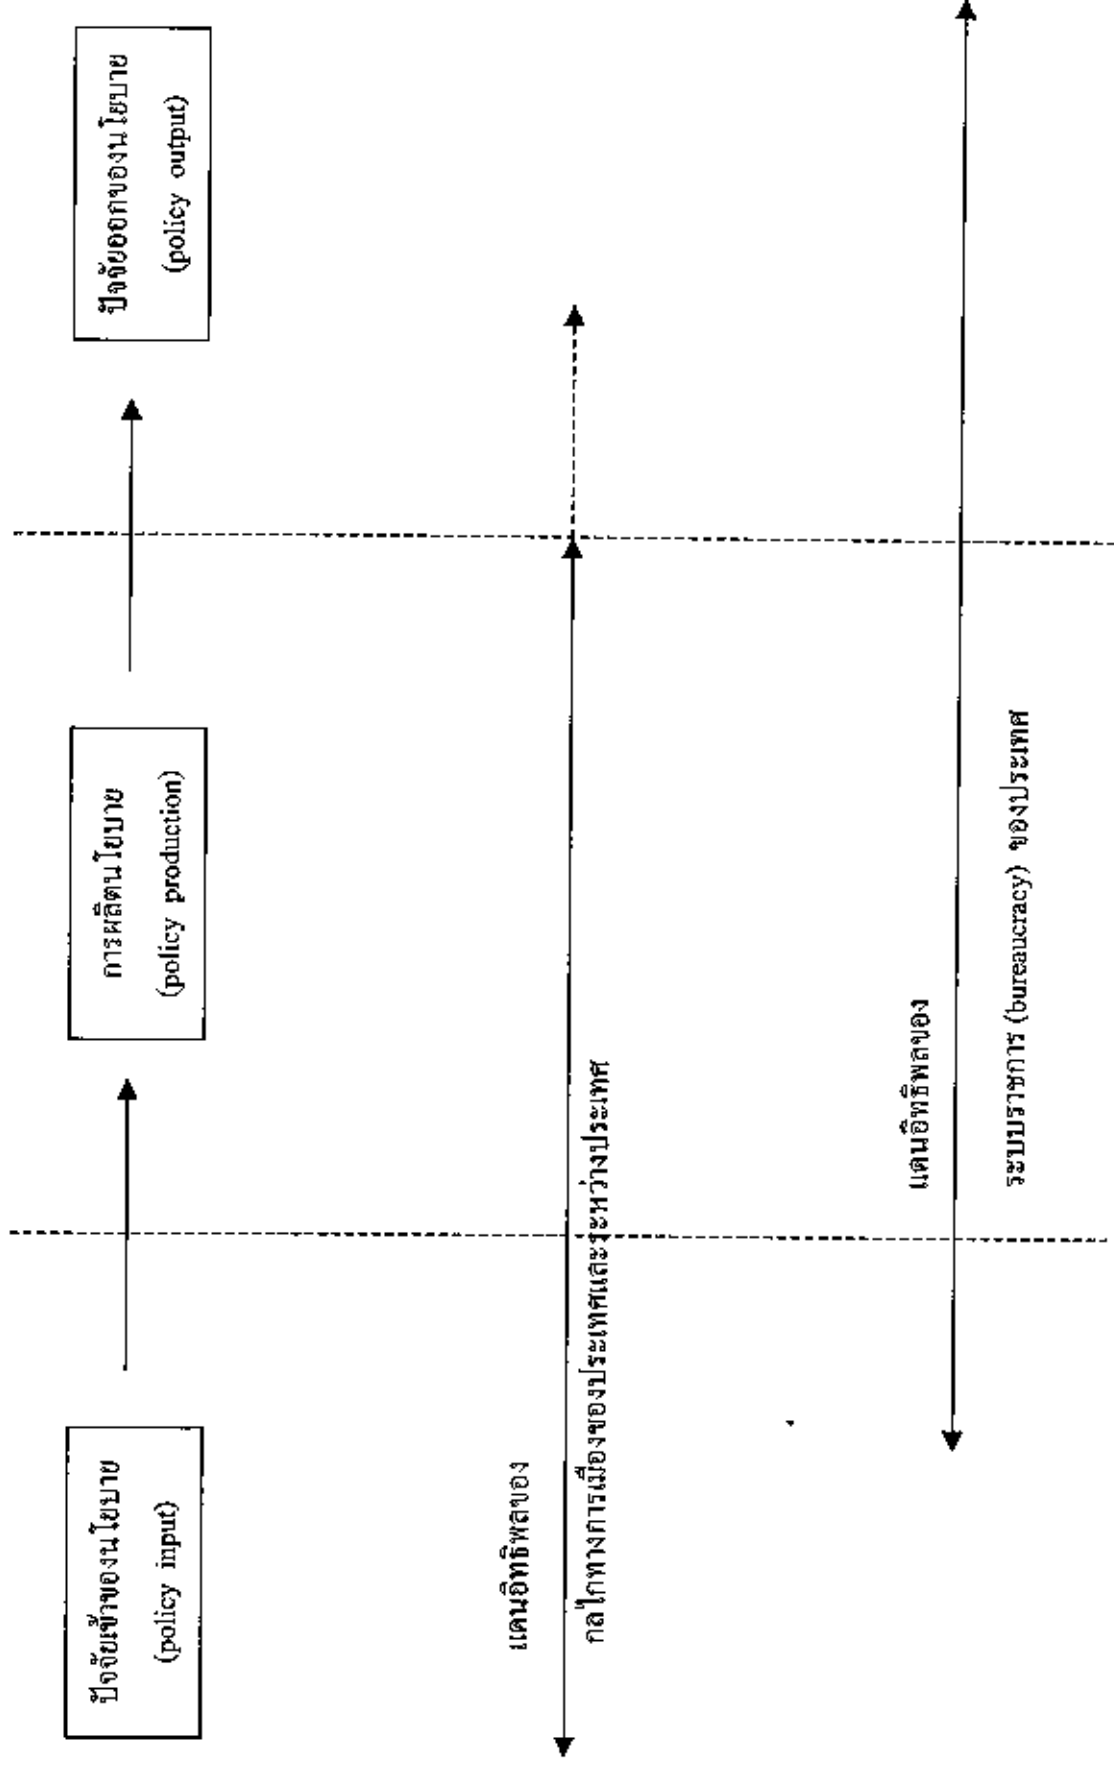 ปัจจัยเข้าของนโยบาย
(policy input)
การผลิตนโยบาย
(policy production)
ปัจจัยออกของนโยบาย
(policy output)
แดนอิทธิพลของ
กลไกทางการเมืองของประเทศและระหว่างประเทศ
แดนอิทธิพลของ
ระบบราชการ (bureaucracy) ของประเทศ